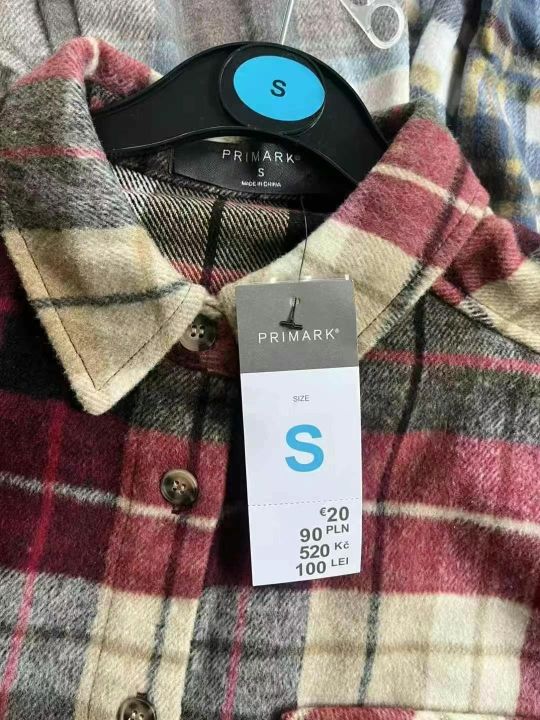 S
PRIMARK®
S
MADE IN CHINA
PRIMARK®
SIZE
S
€20
90 PLN
520 Kč
100 LEI